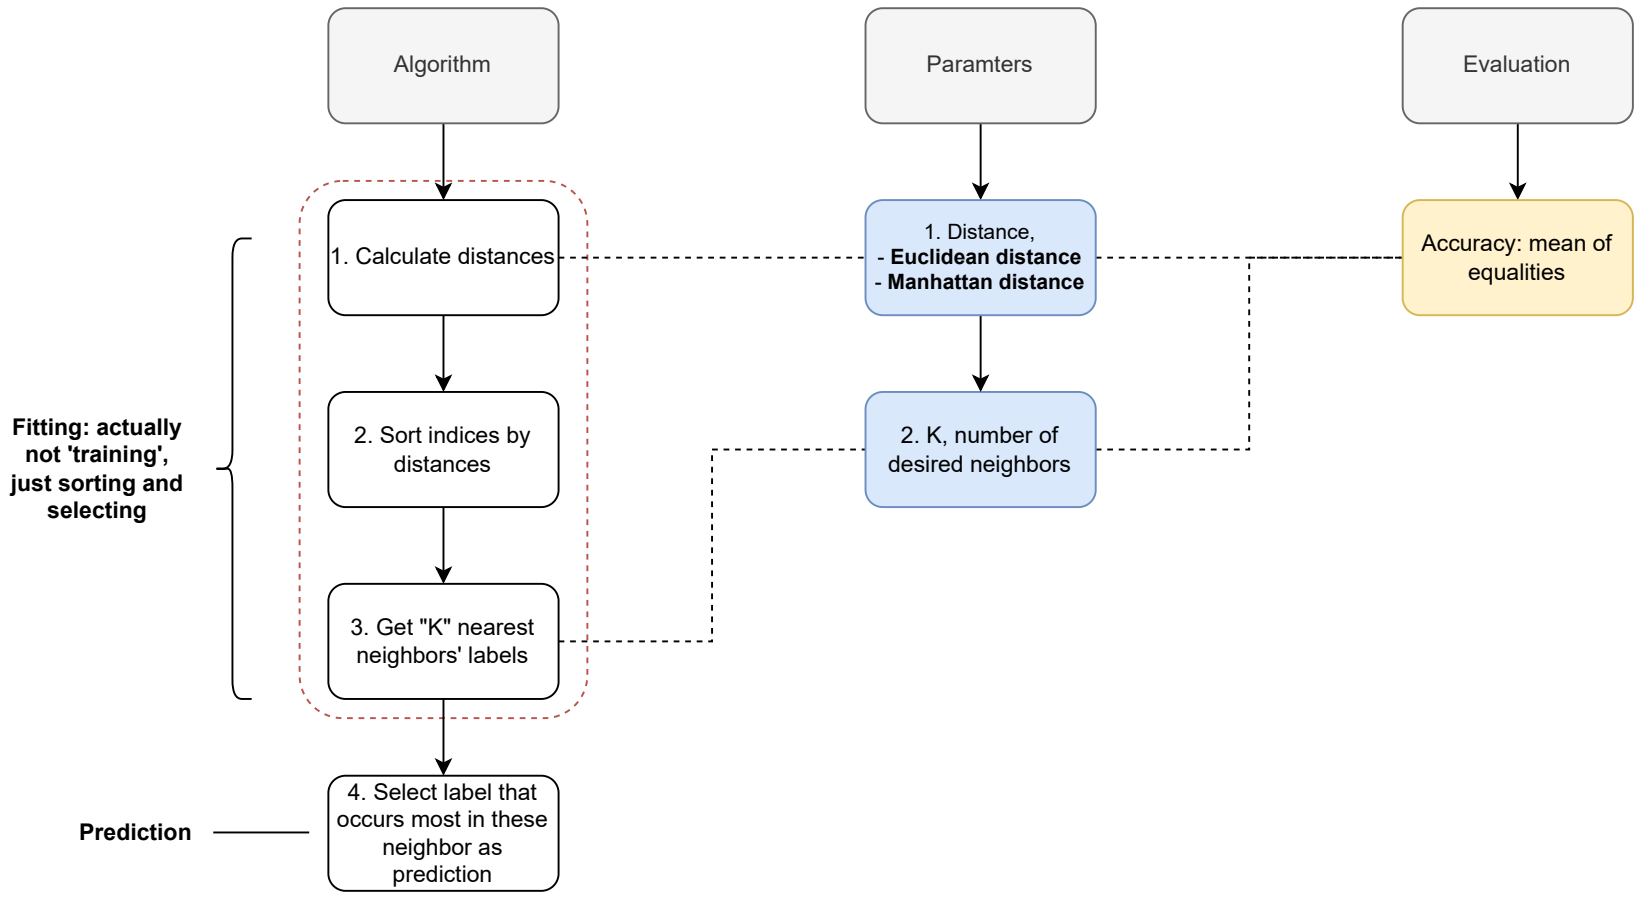 Algorithm
Paramters
Evaluation
1. Calculate distances
1. Distance,
- Euclidean distance
- Manhattan distance
Accuracy: mean of
equalities
Fitting: actually
not 'training',
just sorting and
selecting
2. Sort indices by
distances
2. K, number of
desired neighbors
3. Get "K" nearest
neighbors' labels
Prediction
4. Select label that
occurs most in these
neighbor as
prediction